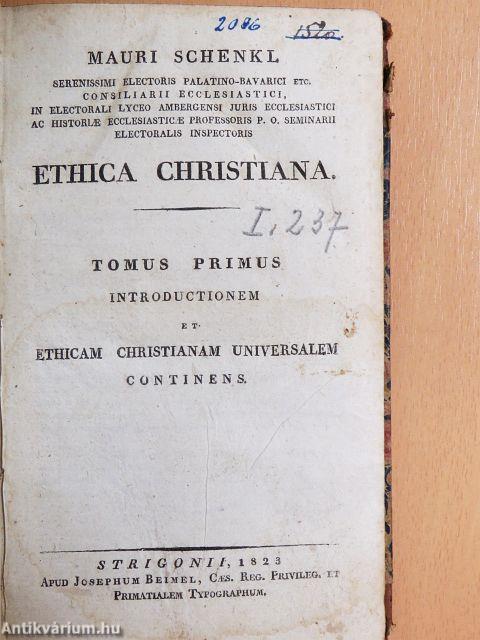 2086
MAURI SCHENKL
SERENISSIMI ELECTORIS PALATINO-BAVARICI ETC.
CONSILIARII ECCLESIASTICI,
IN ELECTORALI LYCEO AMBERGENSI JURIS ECCLESIASTICI
AC HISTORIÆ ECCLESIASTICÆ PROFESSORIS P. O. SEMINARII
ELECTORALIS INSPECTORIS
ETHICA CHRISTIANA.
I. 237
TOMUS PRIMUS
INTRODUCTIONEM
ET
ETHICAM CHRISTIANAM UNIVERSALEM
CONTINENS.
STRIGONII, 1823
APUD JOSEPHUM BEIMEL, CÆS. REG. PRIVILEG. ET
PRIMATIALEM TYPOGRAPHUM.
Antikvárium.hu